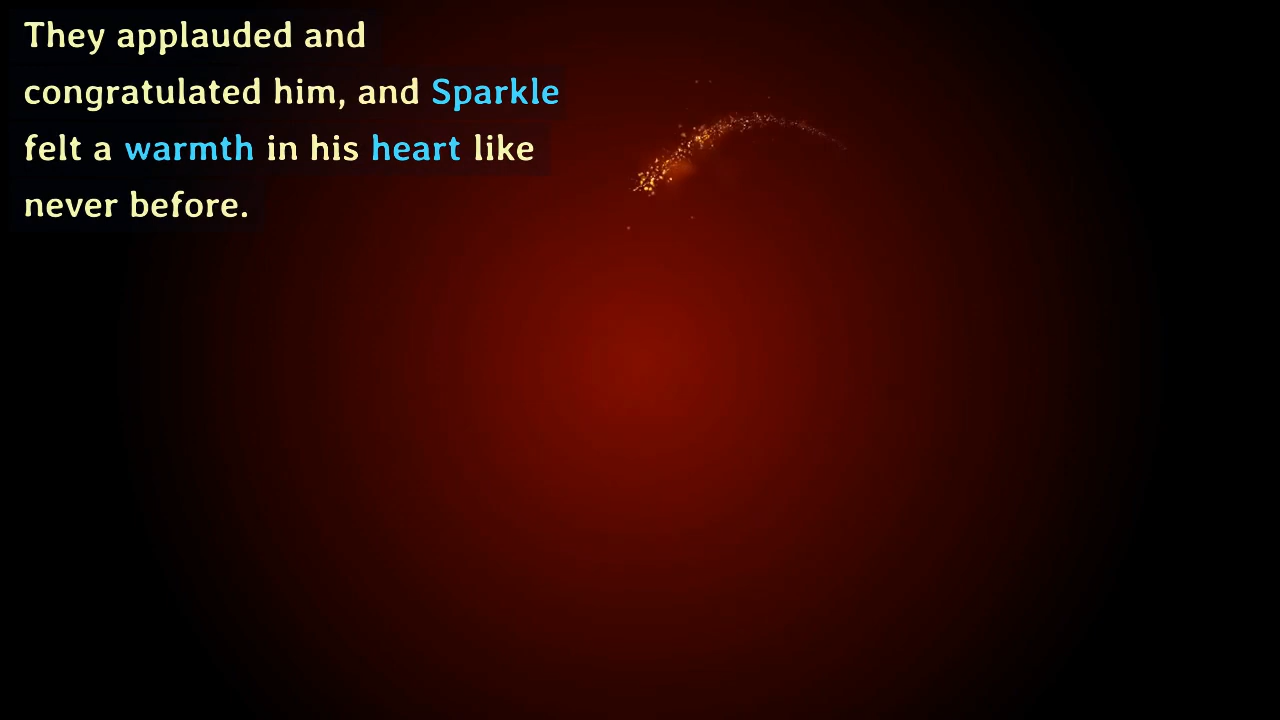 They applauded and
congratulated him, and Sparkle
felt a warmth in his heart like
never before.